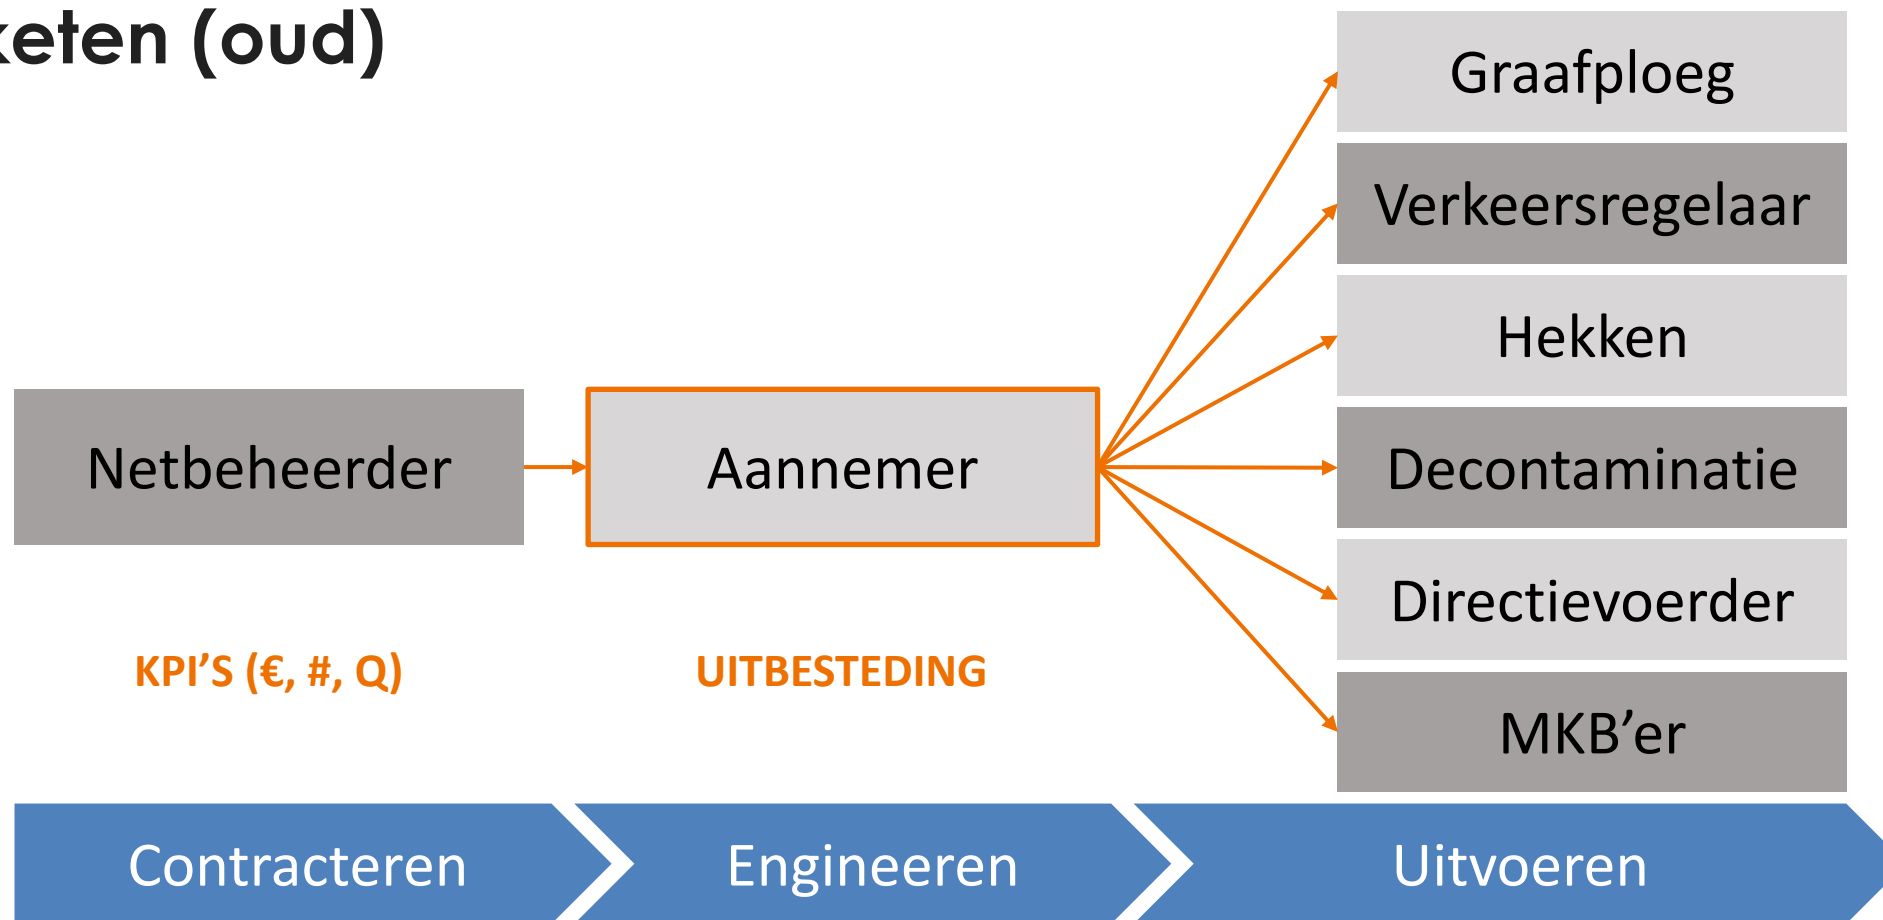 keten (oud)
Graafploeg
Verkeersregelaar
Hekken
Netbeheerder
Aannemer
Decontaminatie
Directievoerder
KPI’S (€, #, Q)
UITBESTEDING
MKB’er
Contracteren
Engineeren
Uitvoeren